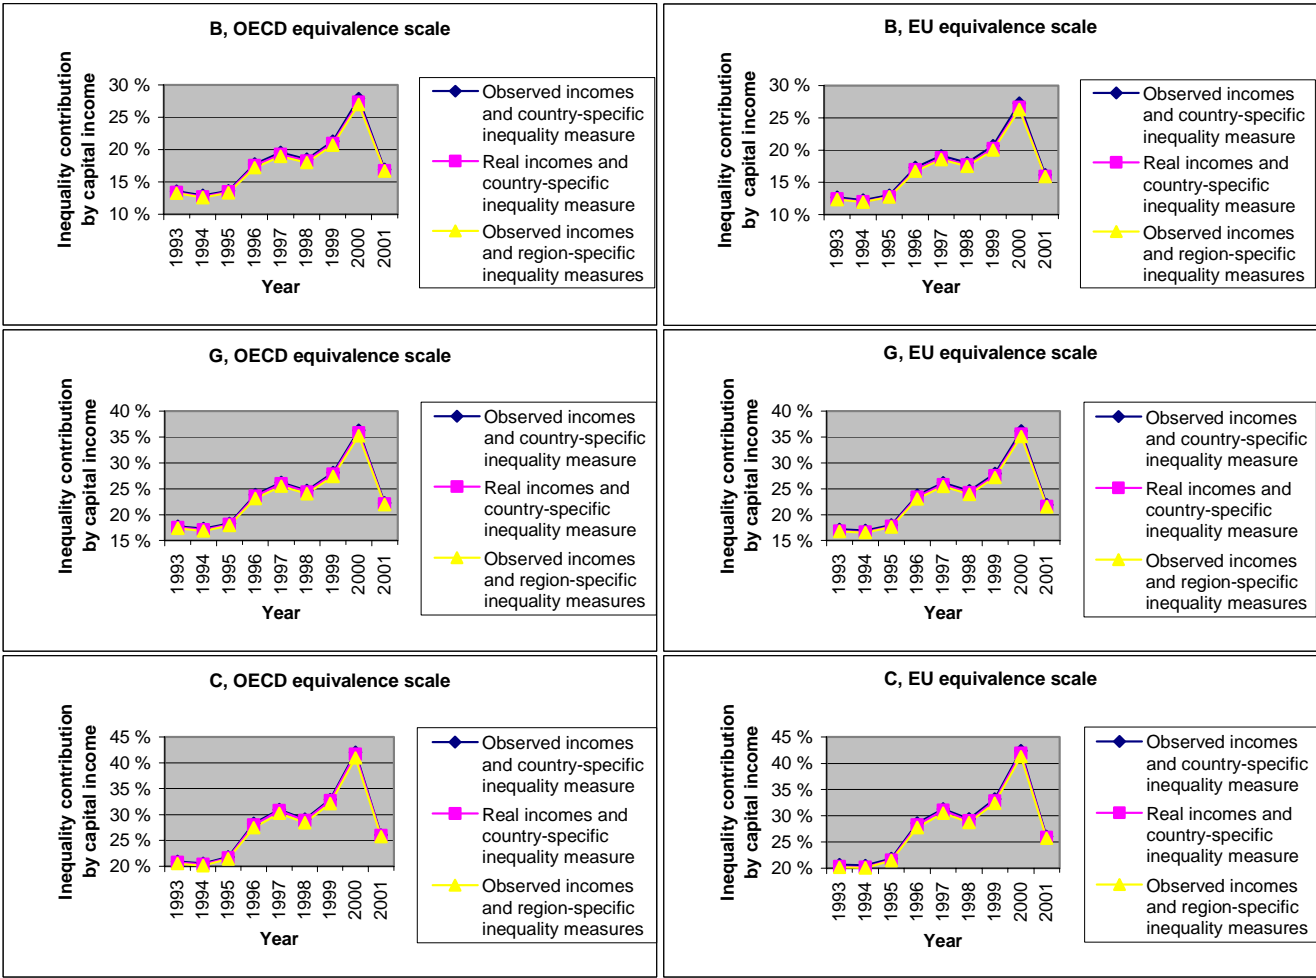 B, OECD equivalence scale
Inequality contribution
by capital income
30 %
25 %
20 %
15 %
10 %
1993
1994
1995
1996
1997
1998
1999
2000
2001
Year
Observed incomes
and country-specific
inequality measure
Real incomes and
country-specific
inequality measure
Observed incomes
and region-specific
inequality measures
B, EU equivalence scale
Inequality contribution
by capital income
30 %
25 %
20 %
15 %
10 %
1993
1994
1995
1996
1997
1998
1999
2000
2001
Year
Observed incomes
and country-specific
inequality measure
Real incomes and
country-specific
inequality measure
Observed incomes
and region-specific
inequality measures
G, OECD equivalence scale
Inequality contribution
by capital income
40 %
35 %
30 %
25 %
20 %
15 %
1993
1994
1995
1996
1997
1998
1999
2000
2001
Year
Observed incomes
and country-specific
inequality measure
Real incomes and
country-specific
inequality measure
Observed incomes
and region-specific
inequality measures
G, EU equivalence scale
Inequality contribution
by capital income
40 %
35 %
30 %
25 %
20 %
15 %
1993
1994
1995
1996
1997
1998
1999
2000
2001
Year
Observed incomes
and country-specific
inequality measure
Real incomes and
country-specific
inequality measure
Observed incomes
and region-specific
inequality measures
C, OECD equivalence scale
Inequality contribution
by capital income
45 %
40 %
35 %
30 %
25 %
20 %
1993
1994
1995
1996
1997
1998
1999
2000
2001
Year
Observed incomes
and country-specific
inequality measure
Real incomes and
country-specific
inequality measure
Observed incomes
and region-specific
inequality measures
C, EU equivalence scale
Inequality contribution
by capital income
45 %
40 %
35 %
30 %
25 %
20 %
1993
1994
1995
1996
1997
1998
1999
2000
2001
Year
Observed incomes
and country-specific
inequality measure
Real incomes and
country-specific
inequality measure
Observed incomes
and region-specific
inequality measures